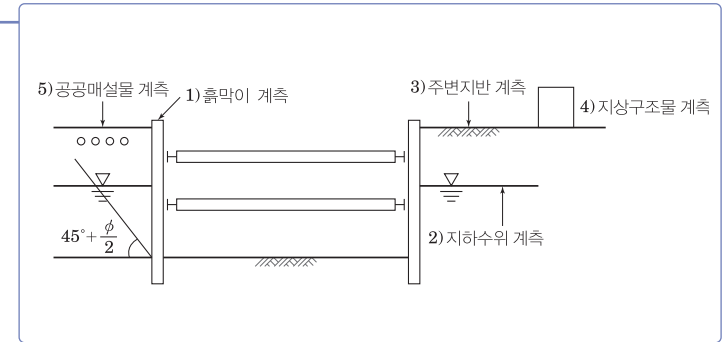 5) 공공매설물 계측
1) 흙막이 계측
3) 주변지반 계측
4) 지상구조물 계측
45°+ϕ/2
2) 지하수위 계측